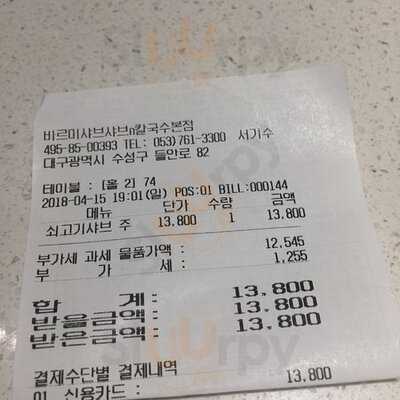 바르미샤브샤브n칼국수본점
495-85-00393 TEL: 053)761-3300 서기수
대구광역시 수성구 들안로 82
테이블 : [홀 2] 74
2018-04-15 19:01(일) POS:01 BILL:000144
메뉴 단가 수량 금액
쇠고기샤브 주 13,800 1 13,800
부가세 과세 물품가액 : 12,545
부 가 세 : 1,255
합 계 : 13,800
받을금액 : 13,800
받은금액 : 13,800
결제수단별 결제내역
01 신용카드 : 13,800